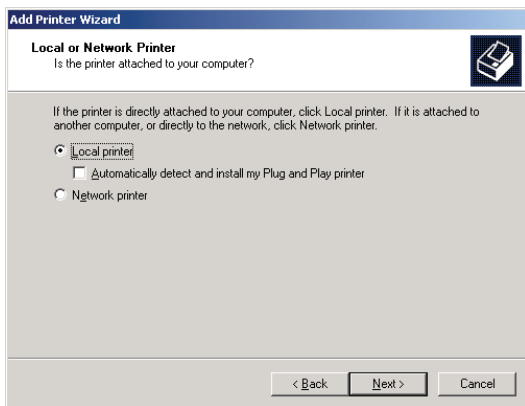 Add Printer Wizard
Local or Network Printer
Is the printer attached to your computer?
If the printer is directly attached to your computer, click Local printer. If it is attached to
another computer, or directly to the network, click Network printer.
Local printer
Automatically detect and install my Plug and Play printer
Network printer
< Back
Next >
Cancel